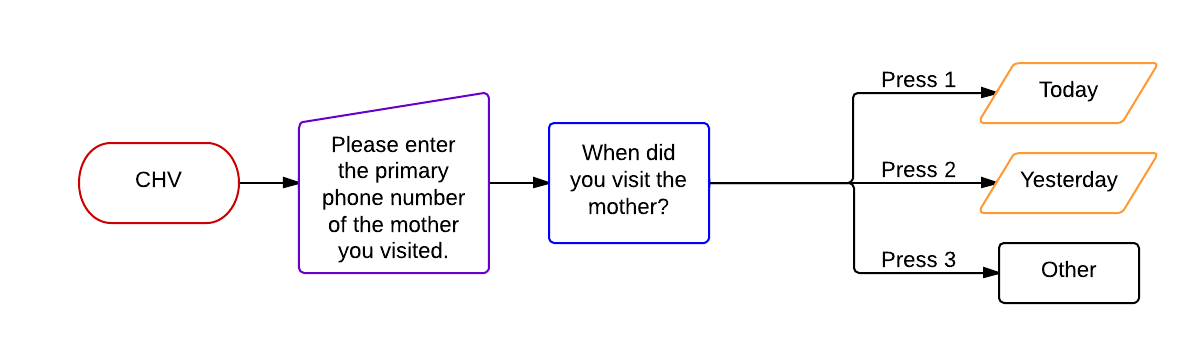 CHV
Please enter
the primary
phone number
of the mother
you visited.
When did
you visit the
mother?
Press 1
Today
Press 2
Yesterday
Press 3
Other